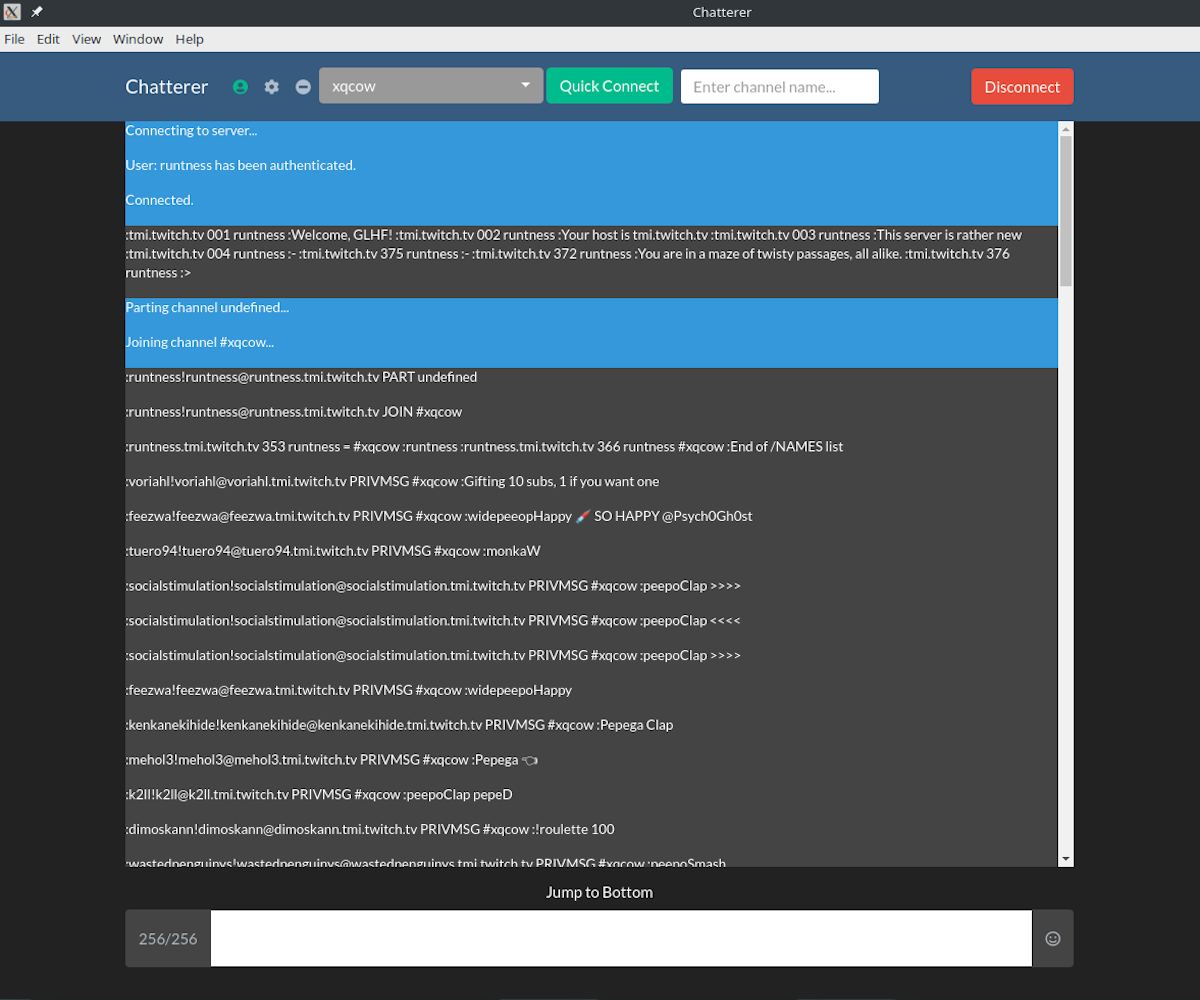 Chatterer
File Edit View Window Help
Chatterer xqcow Quick Connect Enter channel name... Disconnect
Connecting to server...
User: runtness has been authenticated.
Connected.
:tmi.twitch.tv 001 runtness :Welcome, GLHF! :tmi.twitch.tv 002 runtness :Your host is tmi.twitch.tv :tmi.twitch.tv 003 runtness :This server is rather new
:tmi.twitch.tv 004 runtness :- :tmi.twitch.tv 375 runtness :- :tmi.twitch.tv 372 runtness :You are in a maze of twisty passages, all alike. :tmi.twitch.tv 376
runtness :>
Parting channel undefined...
Joining channel #xqcow...
:runtness!runtness@runtness.tmi.twitch.tv PART undefined
:runtness!runtness@runtness.tmi.twitch.tv JOIN #xqcow
:runtness.tmi.twitch.tv 353 runtness = #xqcow :runtness :runtness.tmi.twitch.tv 366 runtness #xqcow :End of /NAMES list
:voriahl!voriahl@voriahl.tmi.twitch.tv PRIVMSG #xqcow :Gifting 10 subs, 1 if you want one
:feezwa!feezwa@feezwa.tmi.twitch.tv PRIVMSG #xqcow :widepeepHappy SO HAPPY @Psych0Gh0st
:tuero94!tuero94@tuero94.tmi.twitch.tv PRIVMSG #xqcow :monkaW
:socialstimulation!socialstimulation@socialstimulation.tmi.twitch.tv PRIVMSG #xqcow :peepoClap >>>>
:socialstimulation!socialstimulation@socialstimulation.tmi.twitch.tv PRIVMSG #xqcow :peepoClap <<<<
:socialstimulation!socialstimulation@socialstimulation.tmi.twitch.tv PRIVMSG #xqcow :peepoClap >>>>
:feezwa!feezwa@feezwa.tmi.twitch.tv PRIVMSG #xqcow :widepeepoHappy
:kenkanekihide!kenkanekihide@kenkanekihide.tmi.twitch.tv PRIVMSG #xqcow :Pepega Clap
:mehol3!mehol3@mehol3.tmi.twitch.tv PRIVMSG #xqcow :Pepega 👈
:k2ll!k2ll@k2ll.tmi.twitch.tv PRIVMSG #xqcow :peepoClap pepeD
:dimoskann!dimoskann@dimoskann.tmi.twitch.tv PRIVMSG #xqcow :!roulette 100
:wastedpenguinvs!wastedpenguinvs@wastedpenguinvs.tmi.twitch.tv PRIVMSG #xqcow :peepoSmash
Jump to Bottom
256/256